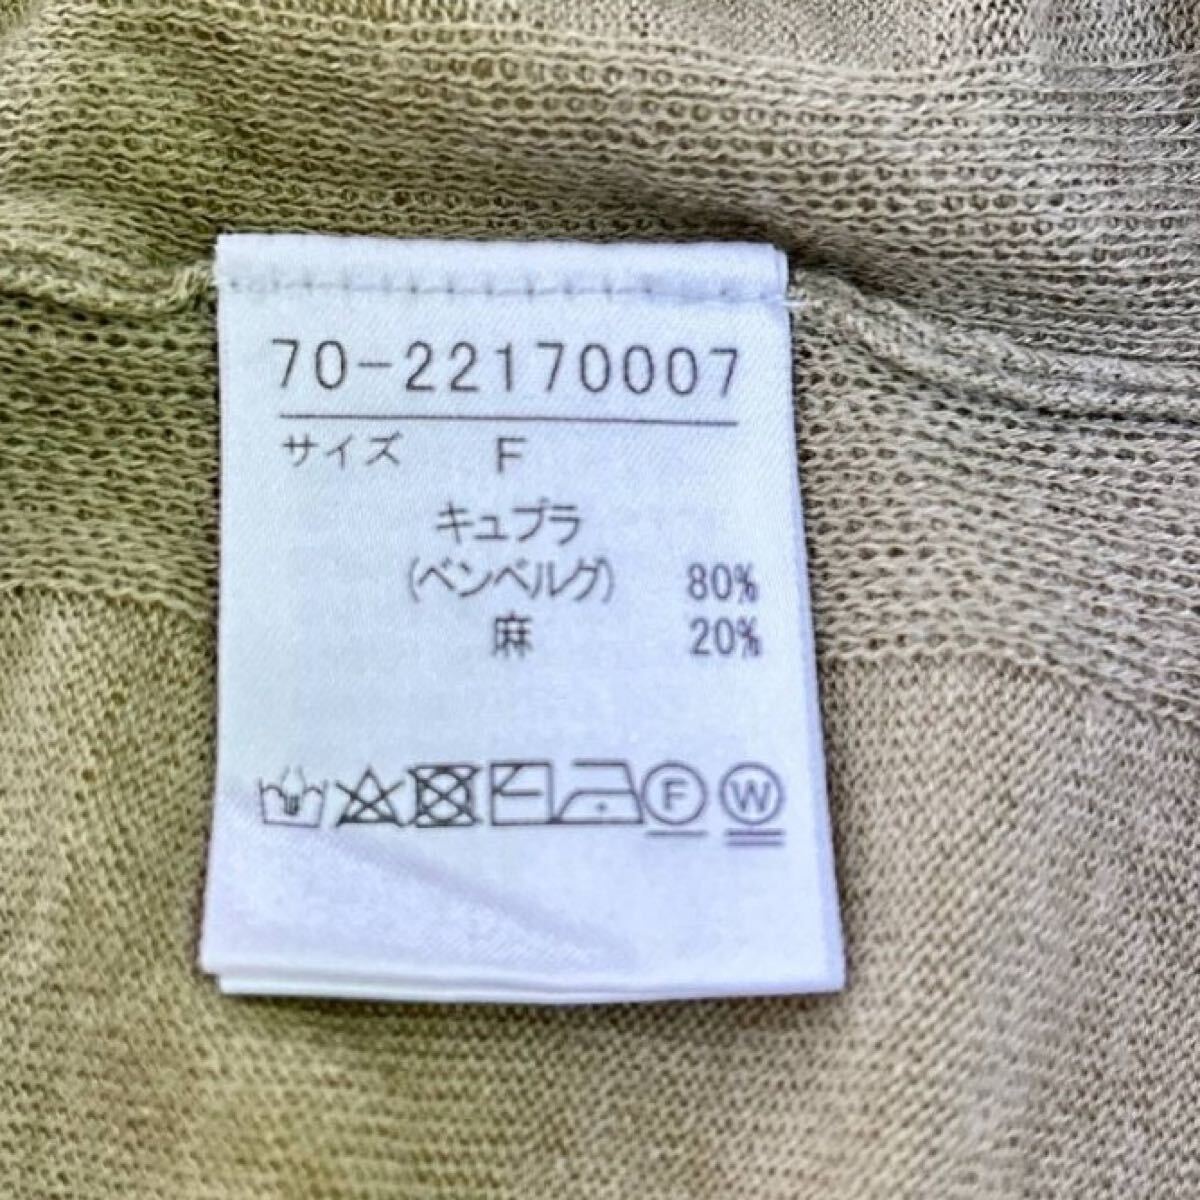 70-22170007
サイズ F
キュプラ
(ベンベルグ) 80%
麻 20%
F W